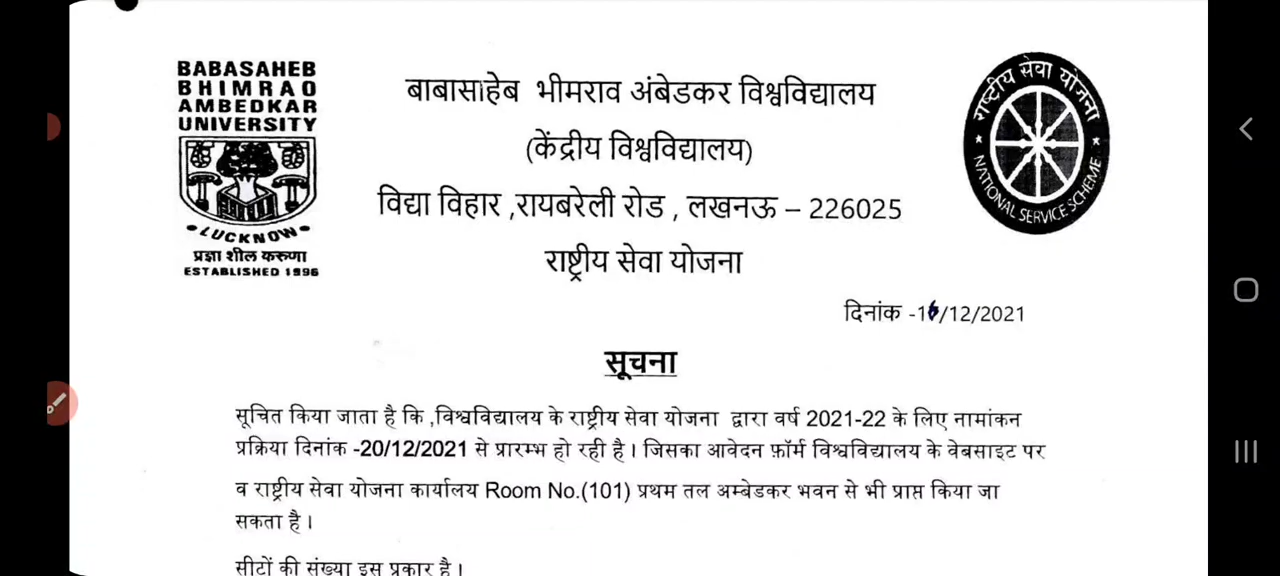 BABASAHEB
BHIMRAO
AMBEDKAR
UNIVERSITY
LUCKNOW
प्रज्ञा शील करुणा
ESTABLISHED 1996
बाबासाहेब भीमराव अंबेडकर विश्वविद्यालय
(केंद्रीय विश्वविद्यालय)
विद्या विहार ,रायबरेली रोड , लखनऊ – 226025
राष्ट्रीय सेवा योजना
राष्ट्रीय सेवा योजना
NATIONAL SERVICE SCHEME
दिनांक -16/12/2021
सूचना
सूचित किया जाता है कि ,विश्वविद्यालय के राष्ट्रीय सेवा योजना द्वारा वर्ष 2021-22 के लिए नामांकन
प्रक्रिया दिनांक -20/12/2021 से प्रारम्भ हो रही है । जिसका आवेदन फ़ॉर्म विश्वविद्यालय के वेबसाइट पर
व राष्ट्रीय सेवा योजना कार्यालय Room No.(101) प्रथम तल अम्बेडकर भवन से भी प्राप्त किया जा
सकता है ।
सीटों की संख्या इस प्रकार है ।